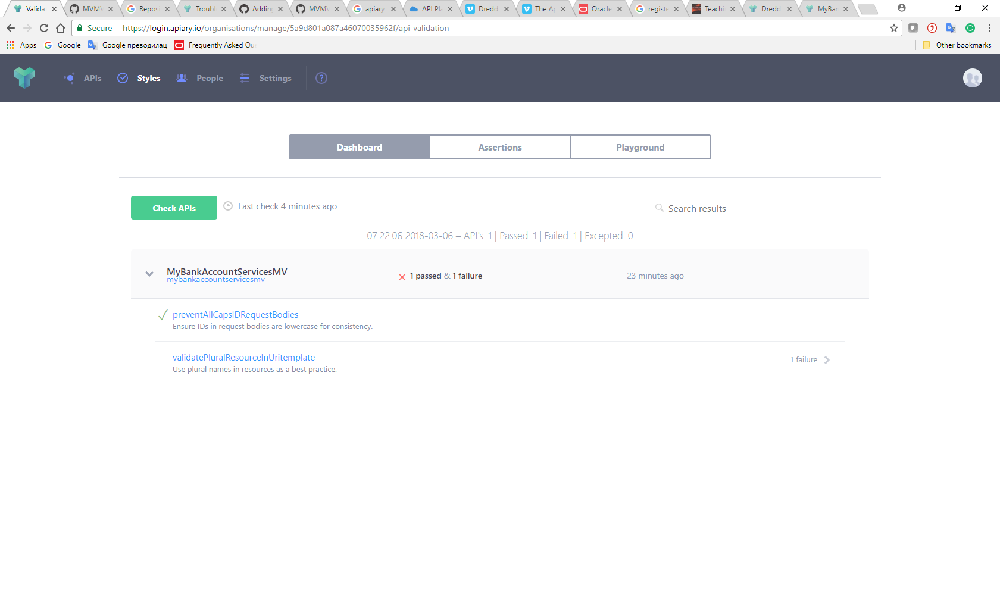 Validat MVMV Repos Troubl Adding MVMV apiary API Pla Dredd The Ap Oracle registe Teachi Dredd MyBar
Secure https://login.apiary.io/organisations/manage/5a9d801a087a46070035962f/api-validation
Apps Google Google преводилац Frequently Asked Qu Other bookmarks
APIs Styles People Settings ?
Dashboard Assertions Playground
Check APIs Last check 4 minutes ago Search results
07:22:06 2018-03-06 – API's: 1 | Passed: 1 | Failed: 1 | Excepted: 0
MyBankAccountServicesMV
mybankaccountservicesmv
1 passed & 1 failure 23 minutes ago
preventAllCapsIDRequestBodies
Ensure IDs in request bodies are lowercase for consistency.
validatePluralResourceInUritemplate
Use plural names in resources as a best practice.
1 failure